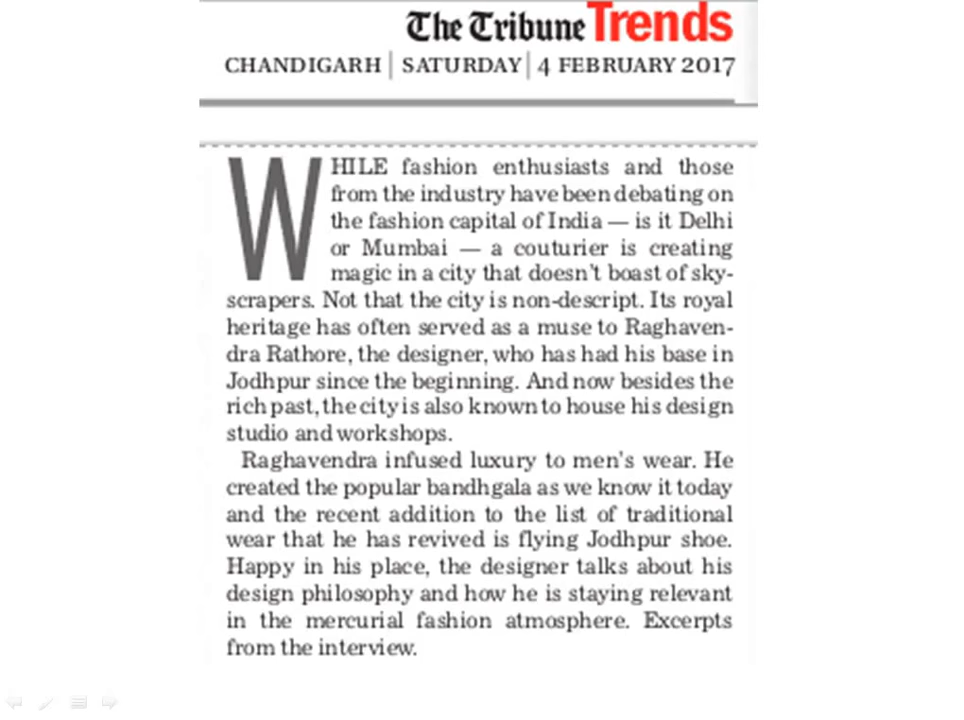 The Tribune Trends
CHANDIGARH | SATURDAY | 4 FEBRUARY 2017
WHILE fashion enthusiasts and those
from the industry have been debating on
the fashion capital of India — is it Delhi
or Mumbai — a couturier is creating
magic in a city that doesn't boast of sky-
scrapers. Not that the city is non-descript. Its royal
heritage has often served as a muse to Raghaven-
dra Rathore, the designer, who has had his base in
Jodhpur since the beginning. And now besides the
rich past, the city is also known to house his design
studio and workshops.
Raghavendra infused luxury to men's wear. He
created the popular bandhgala as we know it today
and the recent addition to the list of traditional
wear that he has revived is flying Jodhpur shoe.
Happy in his place, the designer talks about his
design philosophy and how he is staying relevant
in the mercurial fashion atmosphere. Excerpts
from the interview.